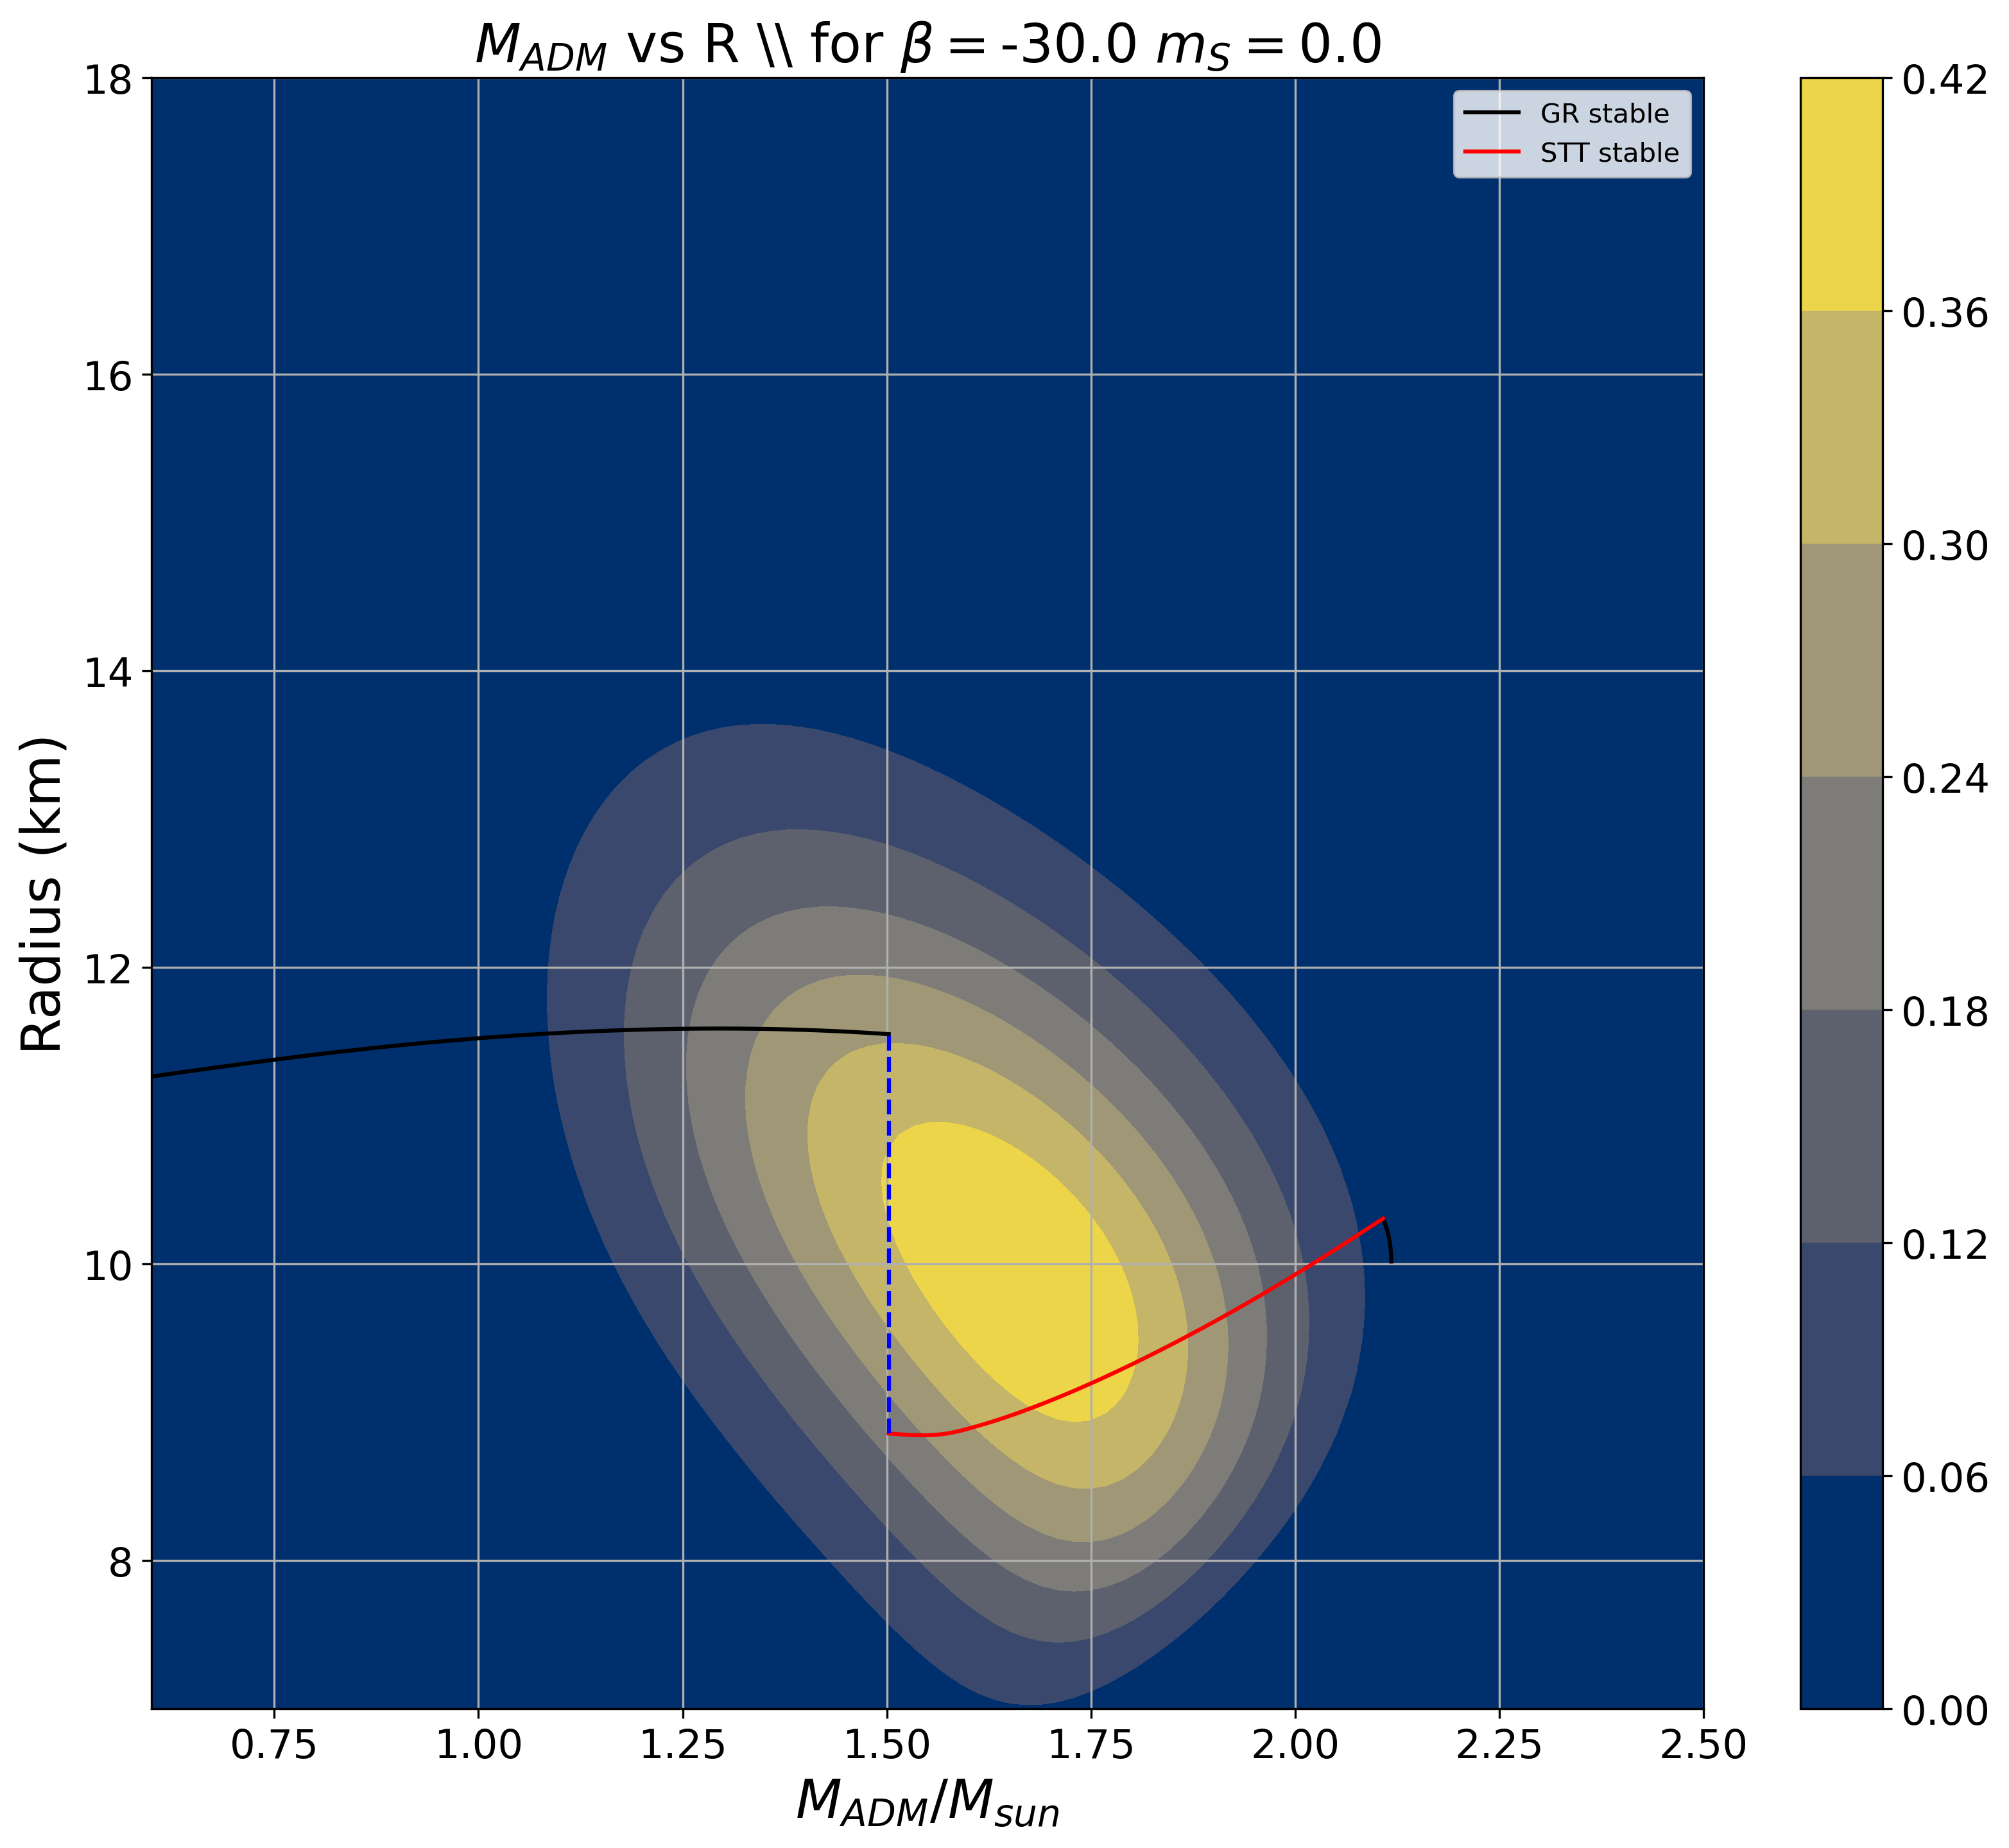 M_ADM vs R \\ for β = -30.0 m_S = 0.0
GR stable
STT stable
Radius (km)
18
16
14
12
10
8
0.75 1.00 1.25 1.50 1.75 2.00 2.25 2.50
M_ADM/M_sun
0.42
0.36
0.30
0.24
0.18
0.12
0.06
0.00